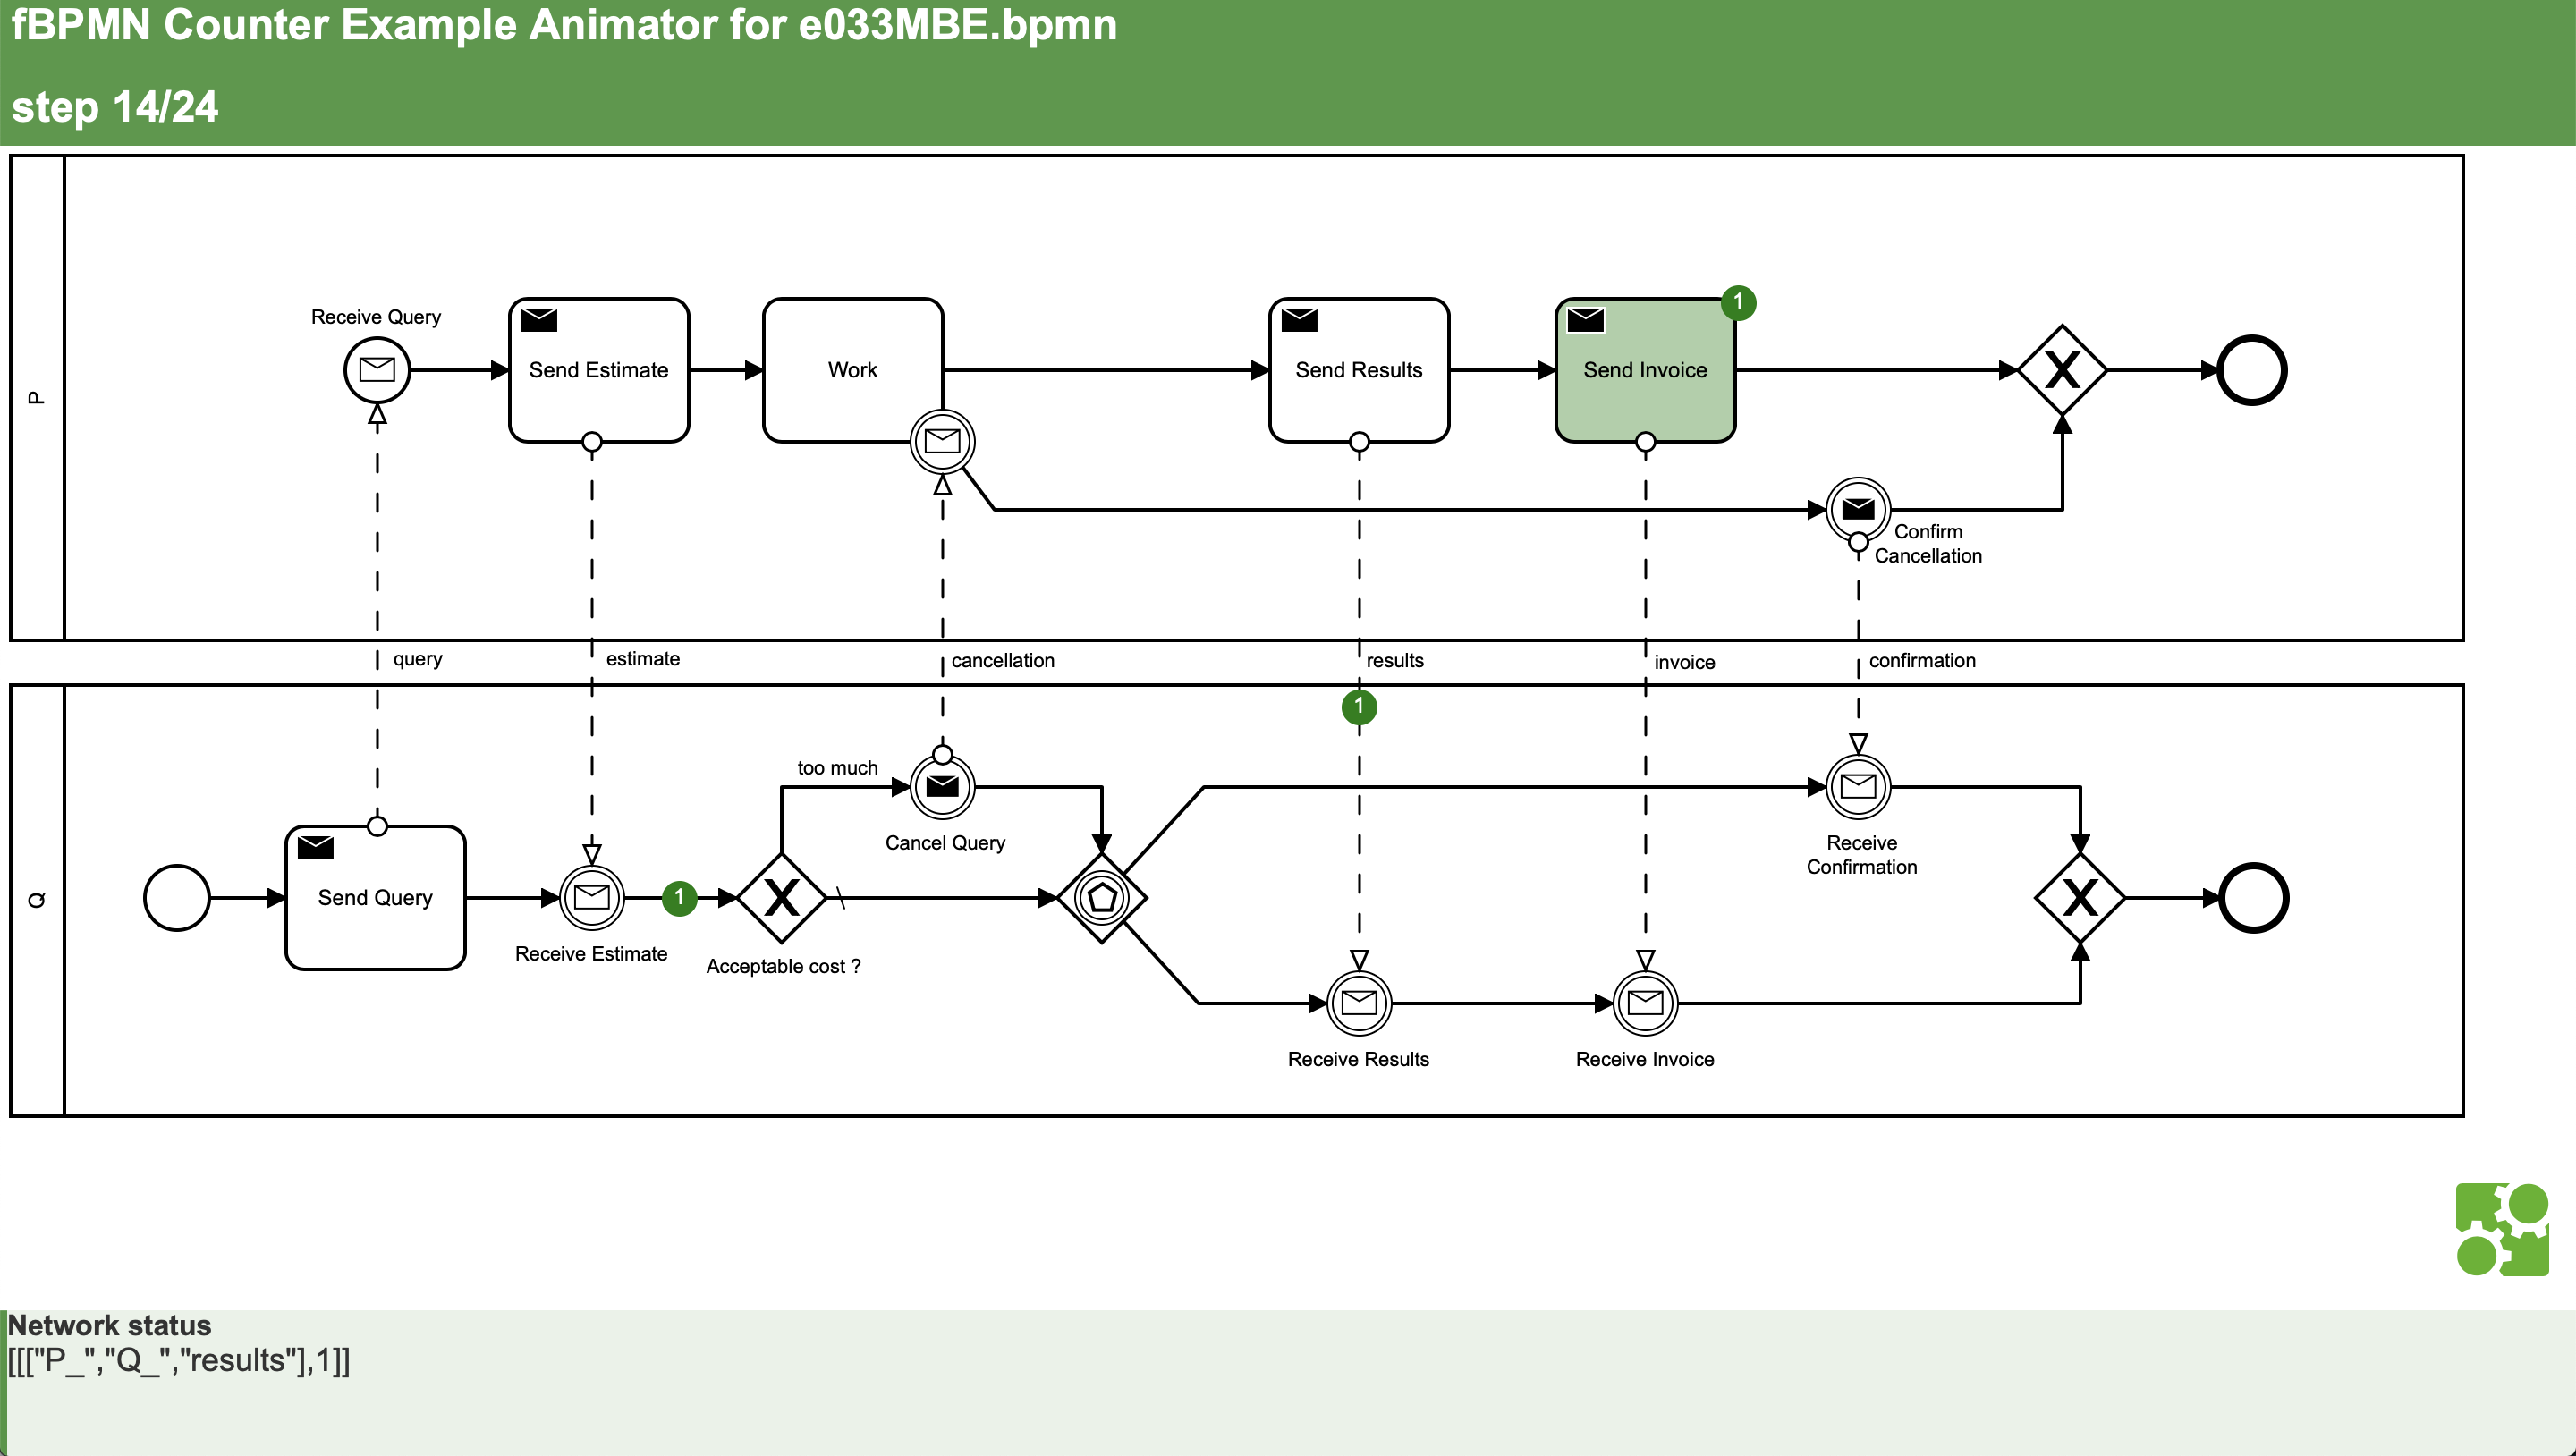 fBPMN Counter Example Animator for e033MBE.bpmn
step 14/24
P
Receive Query
Send Estimate
Work
Send Results
Send Invoice
1
X
Confirm
Cancellation
query
estimate
cancellation
results
invoice
confirmation
Q
1
too much
Cancel Query
Receive
Confirmation
Send Query
1
X
X
Receive Estimate
Acceptable cost ?
Receive Results
Receive Invoice
Network status
[[["P_","Q_","results"],1]]